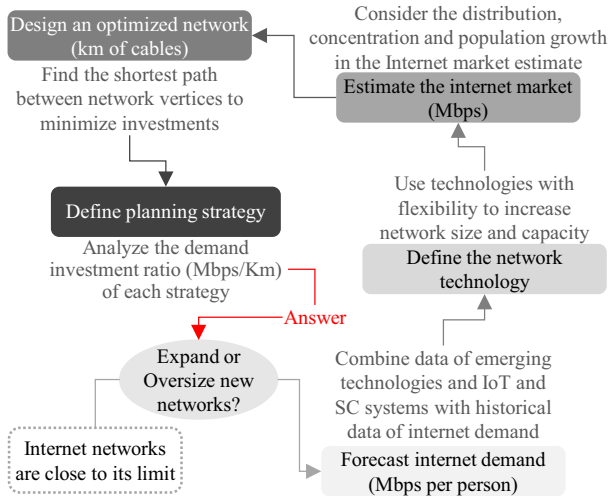 Design an optimized network
(km of cables)
Find the shortest path
between network vertices to
minimize investments
Define planning strategy
Analyze the demand
investment ratio (Mbps/Km)
of each strategy
Answer
Expand or
Oversize new
networks?
Internet networks
are close to its limit
Consider the distribution,
concentration and population growth
in the Internet market estimate
Estimate the internet market
(Mbps)
Use technologies with
flexibility to increase
network size and capacity
Define the network
technology
Combine data of emerging
technologies and IoT and
SC systems with historical
data of internet demand
Forecast internet demand
(Mbps per person)